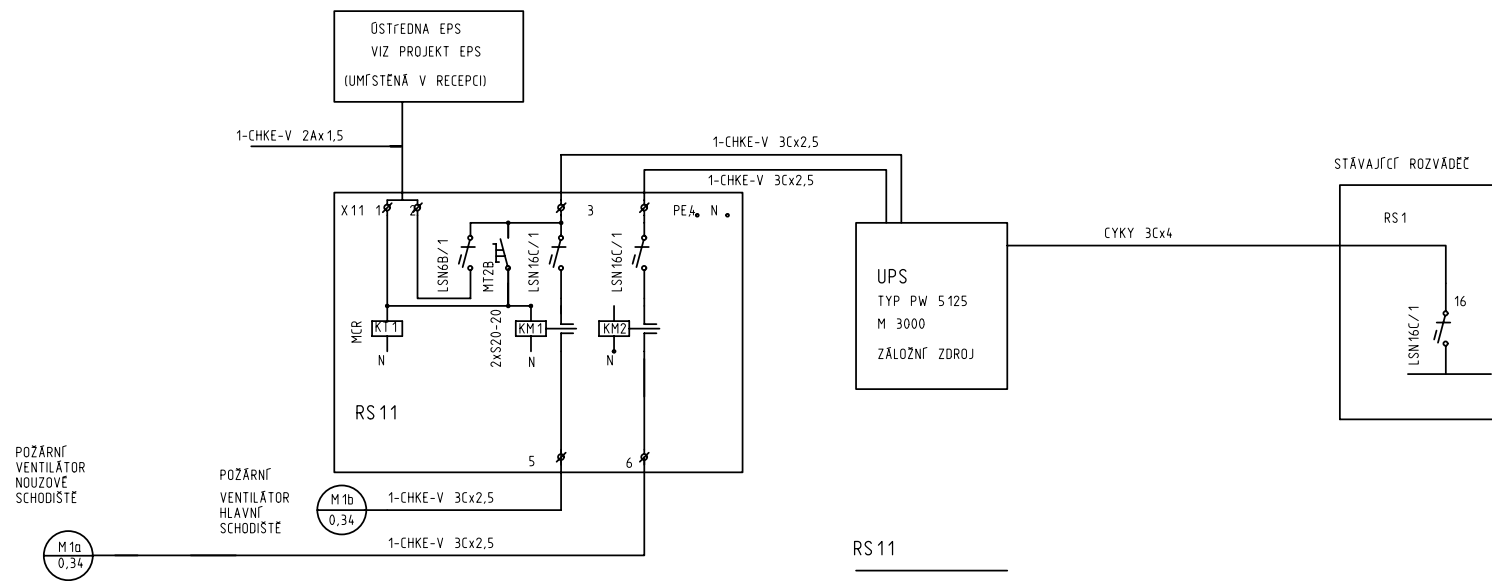 ÚSTŕEDNA EPS
VIZ PROJEKT EPS
(UMÍSTĚNÁ V RECEPCI)
1-CHKE-V 2Ax1,5
1-CHKE-V 3Cx2,5
1-CHKE-V 3Cx2,5
STÁVAJÍCÍ ROZVÁDĚČ
X11 1 2 3 PE,4 N
RS1
CYKY 3Cx4
LSN6B/1
MT2B
LSN16C/1
LSN16C/1
UPS
TYP PW 5125
M 3000
ZÁLOŽNÍ ZDROJ
16
LSN16C/1
MCR
KT1
N
2xS20-20
KM1
N
KM2
N
RS11
5 6
POŽÁRNÍ
VENTILÁTOR
NOUZOVÉ
SCHODIŠTĚ
POŽÁRNÍ
VENTILÁTOR
HLAVNÍ
SCHODIŠTĚ
M1b
0,34
1-CHKE-V 3Cx2,5
M1a
0,34
1-CHKE-V 3Cx2,5
RS11